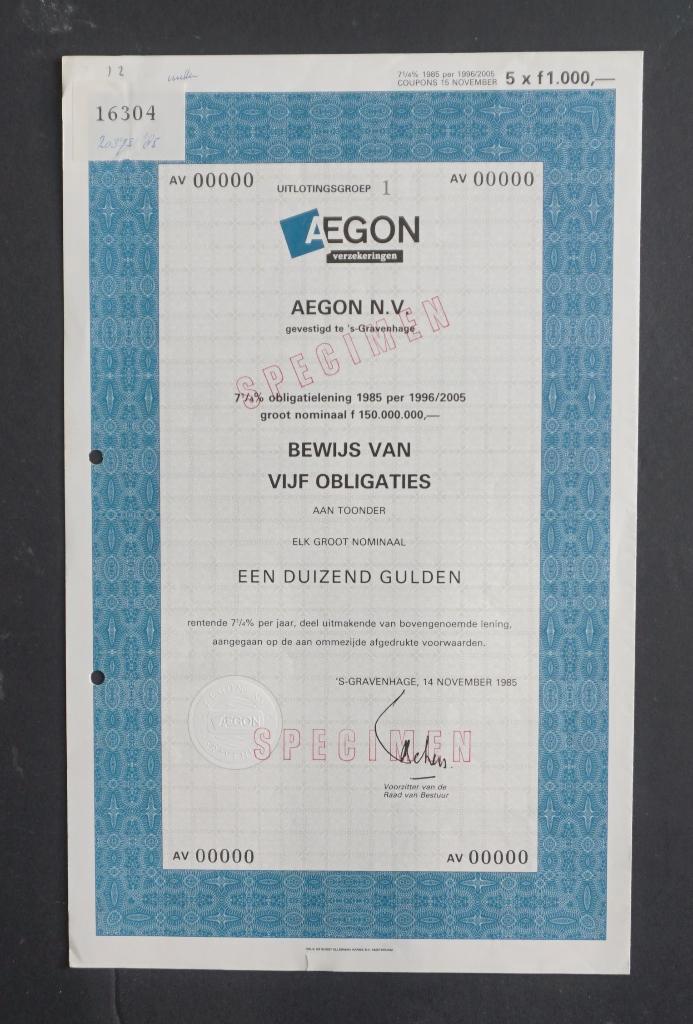 12
7¼% 1985 per 1996/2005
COUPONS 15 NOVEMBER 5 x f 1.000,—
16304
AV 00000
UITLOTINGSGROEP 1
AV 00000
AEGON
verzekeringen
AEGON N.V.
gevestigd te 's-Gravenhage
SPECIMEN
7¼% obligatielening 1985 per 1996/2005
groot nominaal f 150.000.000,—
BEWIJS VAN
VIJF OBLIGATIES
AAN TOONDER
ELK GROOT NOMINAAL
EEN DUIZEND GULDEN
rentende 7¼% per jaar, deel uitmakende van bovengenoemde lening,
aangegaan op de aan ommezijde afgedrukte voorwaarden.
'S-GRAVENHAGE, 14 NOVEMBER 1985
AEGON
SPECIMEN
Voorzitter van de
Raad van Bestuur
AV 00000
AV 00000